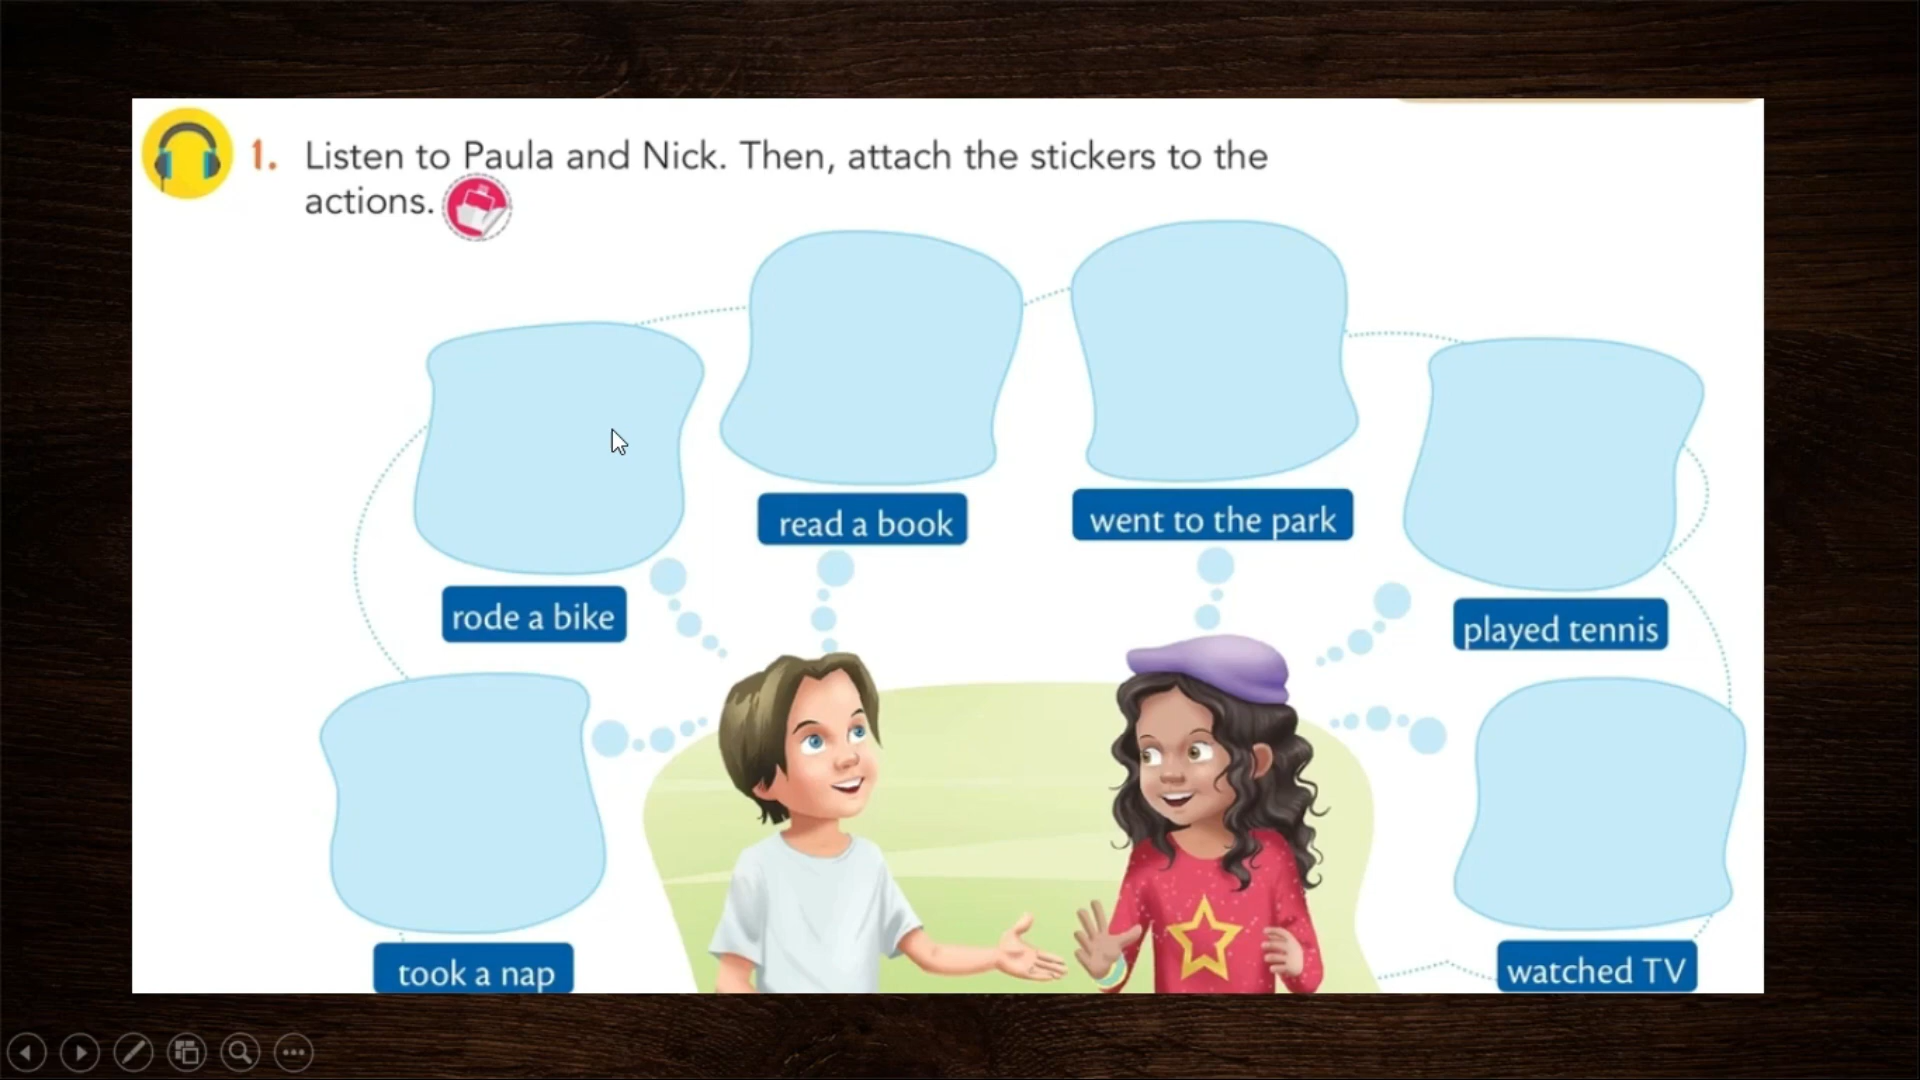 1. Listen to Paula and Nick. Then, attach the stickers to the
actions.
read a book
went to the park
rode a bike
played tennis
took a nap
watched TV